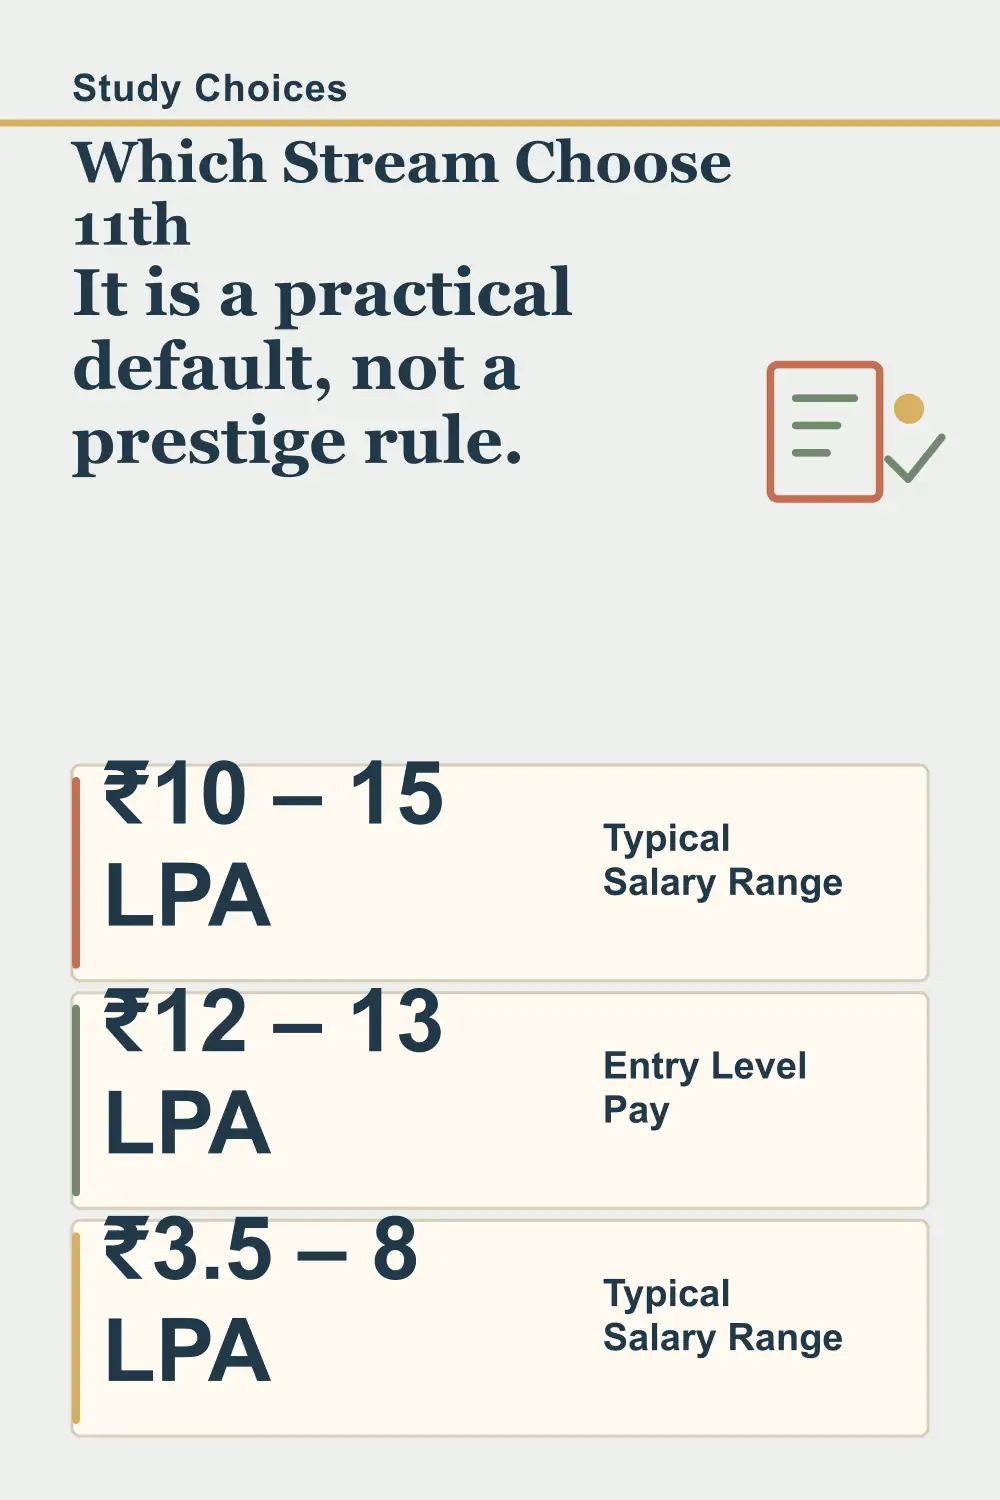 Study Choices
Which Stream Choose
11th
It is a practical
default, not a
prestige rule.
₹10 – 15
LPA
Typical
Salary Range
₹12 – 13
LPA
Entry Level
Pay
₹3.5 – 8
LPA
Typical
Salary Range